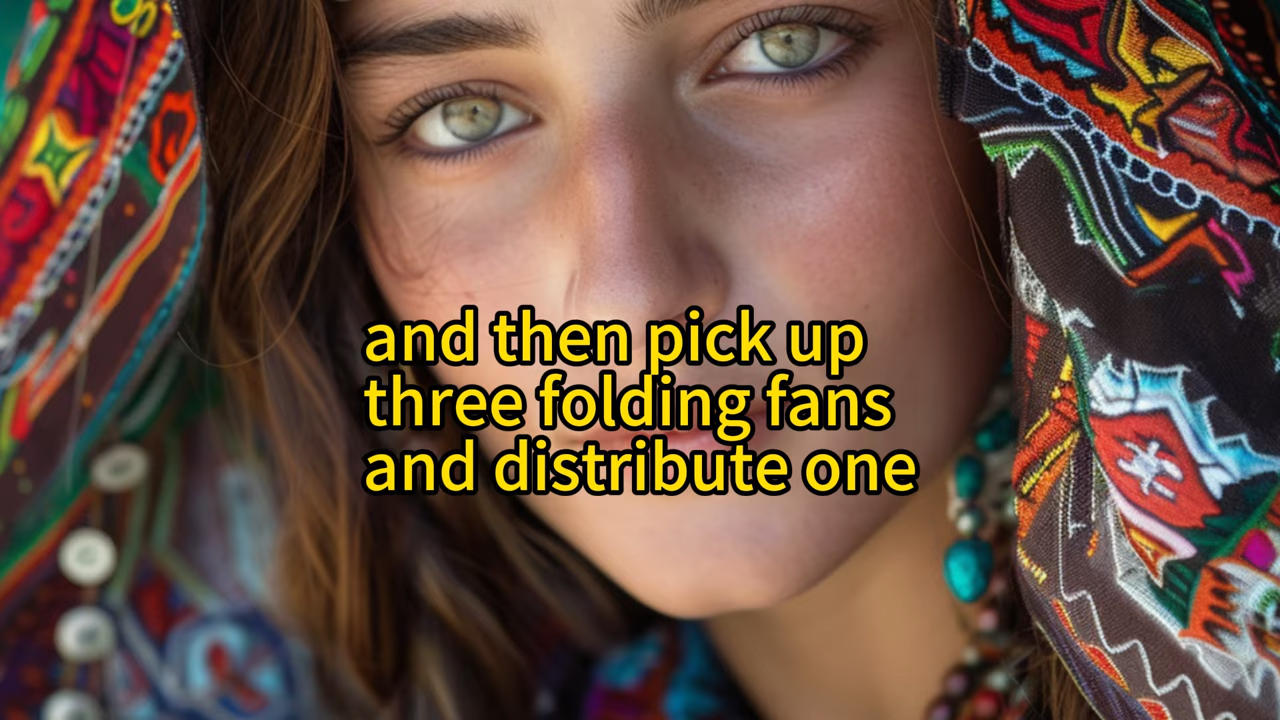 and then pick up
three folding fans
and distribute one